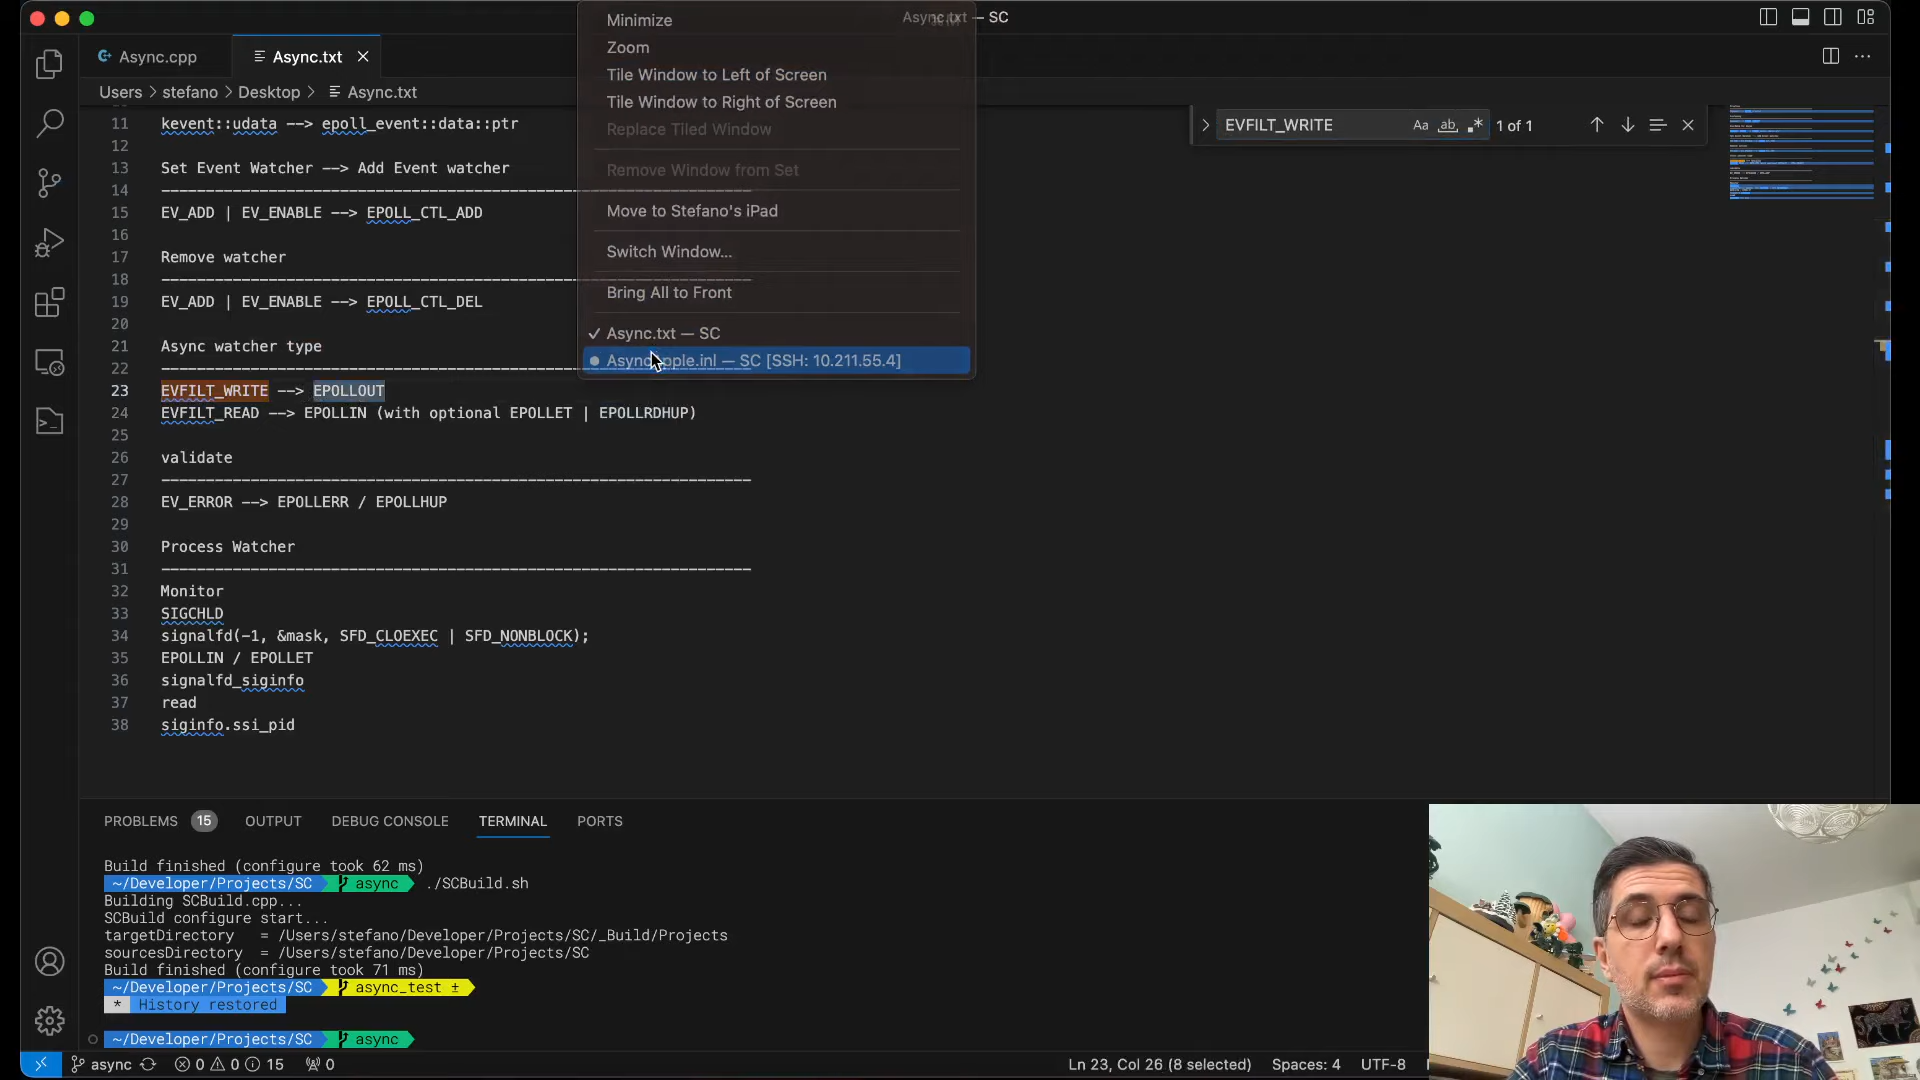 Minimize
Async.txt — SC
Zoom
Tile Window to Left of Screen
Tile Window to Right of Screen
Replace Tiled Window
Remove Window from Set
Move to Stefano's iPad
Switch Window...
Bring All to Front
✓ Async.txt — SC
Async pple.inl — SC [SSH: 10.211.55.4]
Async.cpp
Async.txt
Users > stefano > Desktop > Async.txt
EVFILT_WRITE
Aa ab .* 1 of 1
11 kevent::udata --> epoll_event::data::ptr
12
13 Set Event Watcher --> Add Event watcher
14 ------------------------------------------------------------------
15 EV_ADD | EV_ENABLE --> EPOLL_CTL_ADD
16
17 Remove watcher
18 ------------------------------------------------------------------
19 EV_ADD | EV_ENABLE --> EPOLL_CTL_DEL
20
21 Async watcher type
22 ------------------------------------------------------------------
23 EVFILT_WRITE --> EPOLLOUT
24 EVFILT_READ --> EPOLLIN (with optional EPOLLET | EPOLLRDHUP)
25
26 validate
27 ------------------------------------------------------------------
28 EV_ERROR --> EPOLLERR / EPOLLHUP
29
30 Process Watcher
31 ------------------------------------------------------------------
32 Monitor
33 SIGCHLD
34 signalfd(-1, &mask, SFD_CLOEXEC | SFD_NONBLOCK);
35 EPOLLIN / EPOLLET
36 signalfd_siginfo
37 read
38 siginfo.ssi_pid
PROBLEMS 15 OUTPUT DEBUG CONSOLE TERMINAL PORTS
Build finished (configure took 62 ms)
~/Developer/Projects/SC async ./SCBuild.sh
Building SCBuild.cpp...
SCBuild configure start...
targetDirectory = /Users/stefano/Developer/Projects/SC/_Build/Projects
sourcesDirectory = /Users/stefano/Developer/Projects/SC
Build finished (configure took 71 ms)
~/Developer/Projects/SC async_test ±
* History restored
~/Developer/Projects/SC async
async 0 0 15 0 Ln 23, Col 26 (8 selected) Spaces: 4 UTF-8